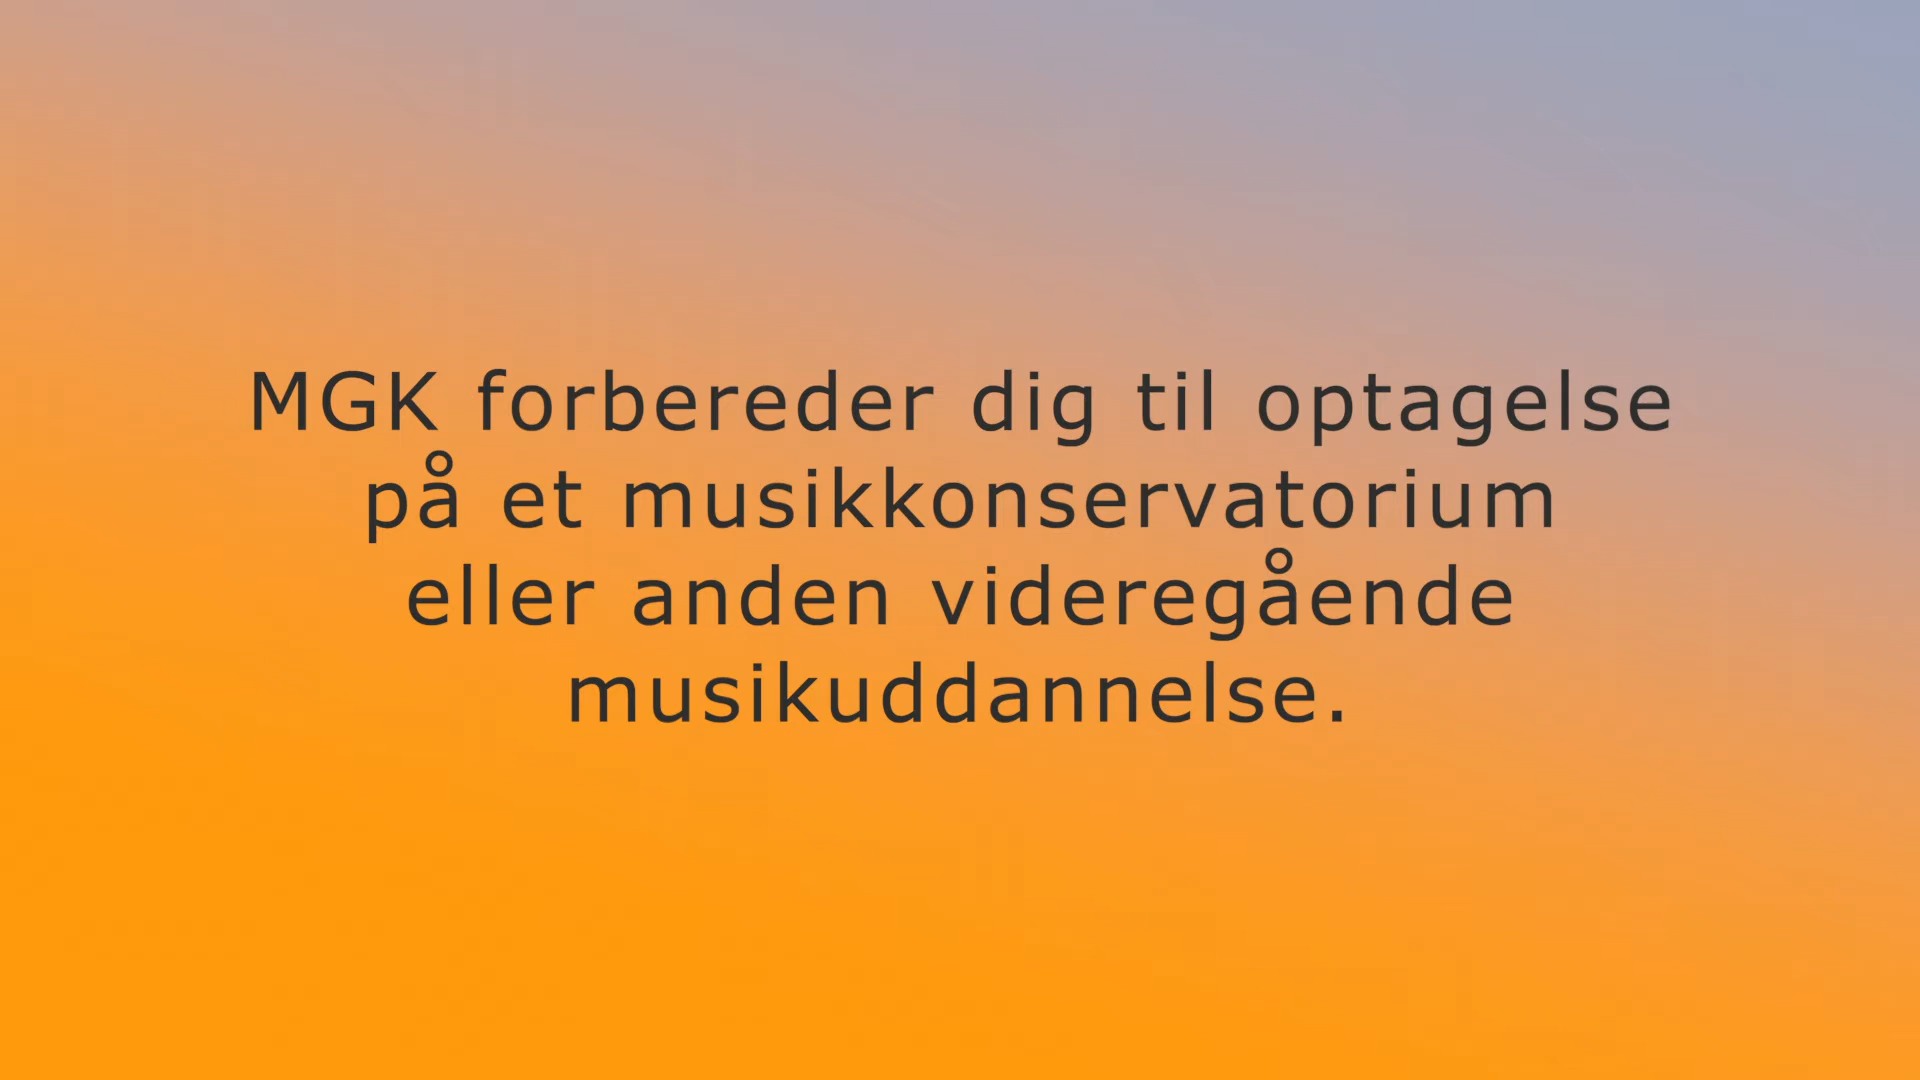 MGK forbereder dig til optagelse
på et musikkonservatorium
eller anden videregående
musikuddannelse.